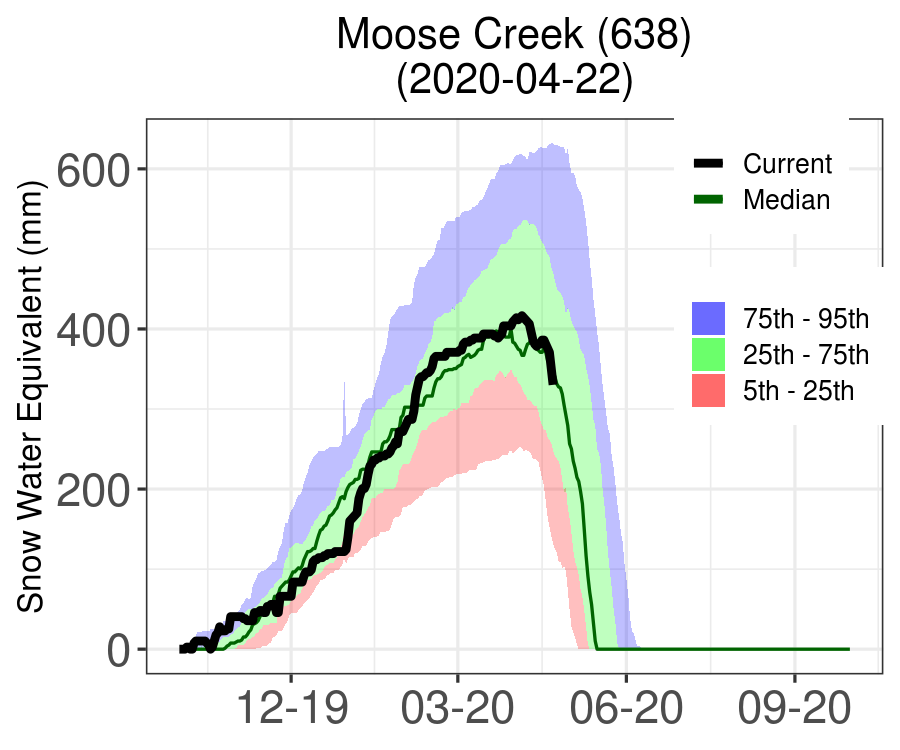 Moose Creek (638)
(2020-04-22)
Snow Water Equivalent (mm)
600
400
200
0
12-19
03-20
06-20
09-20
Current
Median
75th - 95th
25th - 75th
5th - 25th